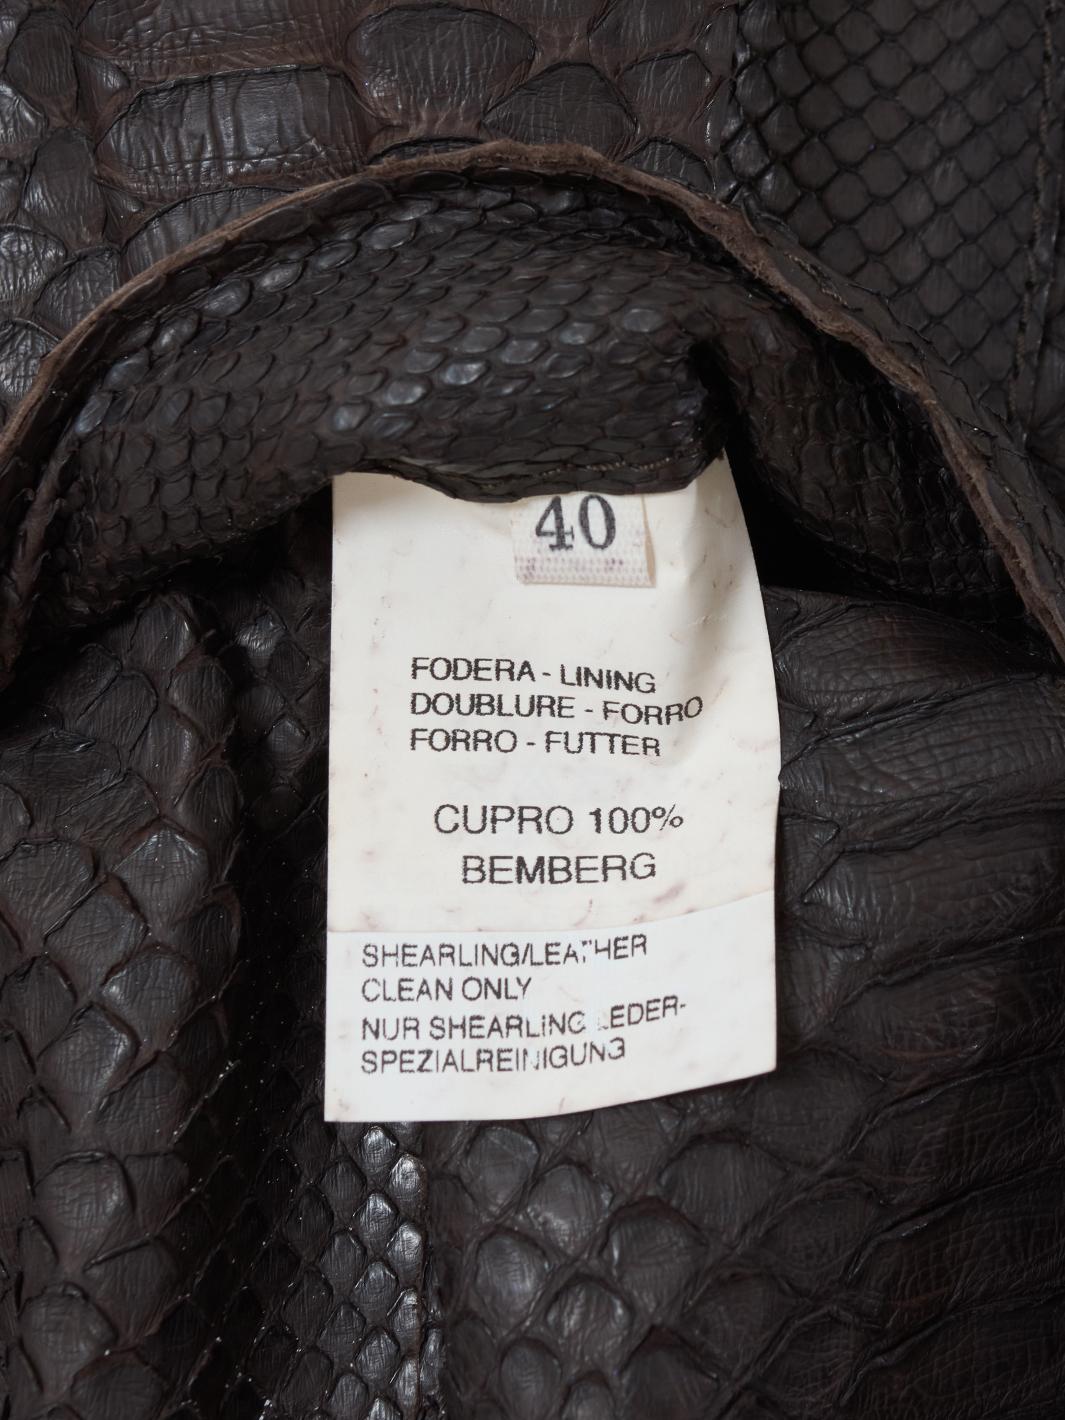 40
FODERA - LINING
DOUBLURE - FORRO
FORRO - FUTTER
CUPRO 100%
BEMBERG
SHEARLING/LEATHER
CLEAN ONLY
NUR SHEARLING LEDER-
SPEZIALREINIGUNG